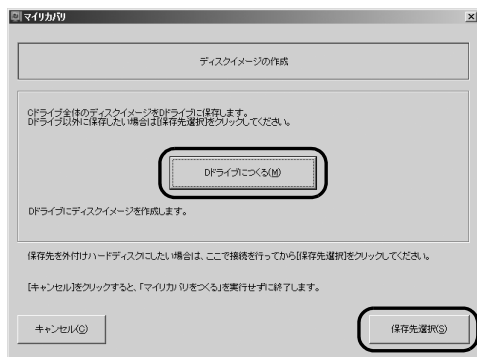 マイリカバリ
ディスクイメージの作成
Cドライブ全体のディスクイメージをDドライブに保存します。
Dドライブ以外に保存したい場合は[保存先選択]をクリックしてください。
Dドライブにつくる(M)
Dドライブにディスクイメージを作成します。
保存先を外付けハードディスクにしたい場合は、ここで接続を行ってから[保存先選択]をクリックしてください。
[キャンセル]をクリックすると、「マイリカバリをつくる」を実行せずに終了します。
キャンセル(C)
保存先選択(S)